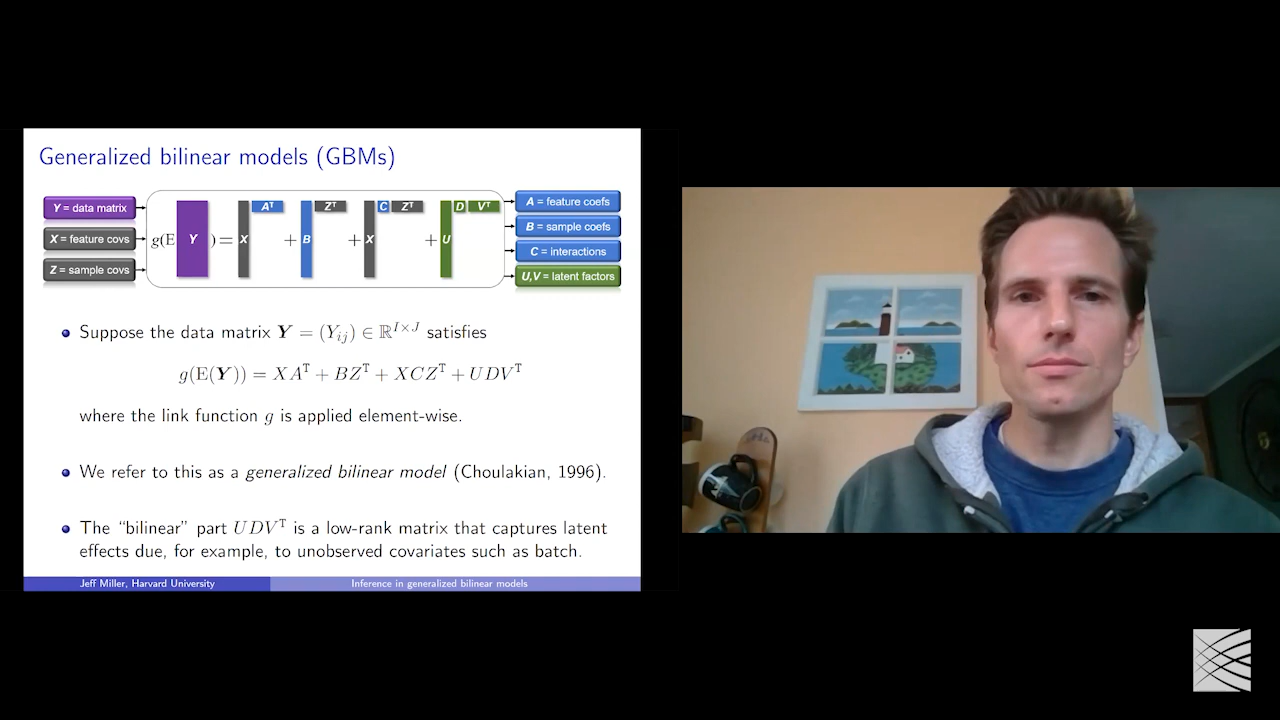 Generalized bilinear models (GBMs)
Y = data matrix
X = feature covs
Z = sample covs
g(E Y ) = X Aᵀ + B Zᵀ + X C Zᵀ + U D Vᵀ
A = feature coefs
B = sample coefs
C = interactions
U,V = latent factors
Suppose the data matrix Y = (Y_ij) ∈ ℝ^{I×J} satisfies
g(E(Y)) = XAᵀ + BZᵀ + XCZᵀ + UDVᵀ
where the link function g is applied element-wise.
We refer to this as a generalized bilinear model (Choulakian, 1996).
The “bilinear” part UDVᵀ is a low-rank matrix that captures latent
effects due, for example, to unobserved covariates such as batch.
Jeff Miller, Harvard University
Inference in generalized bilinear models